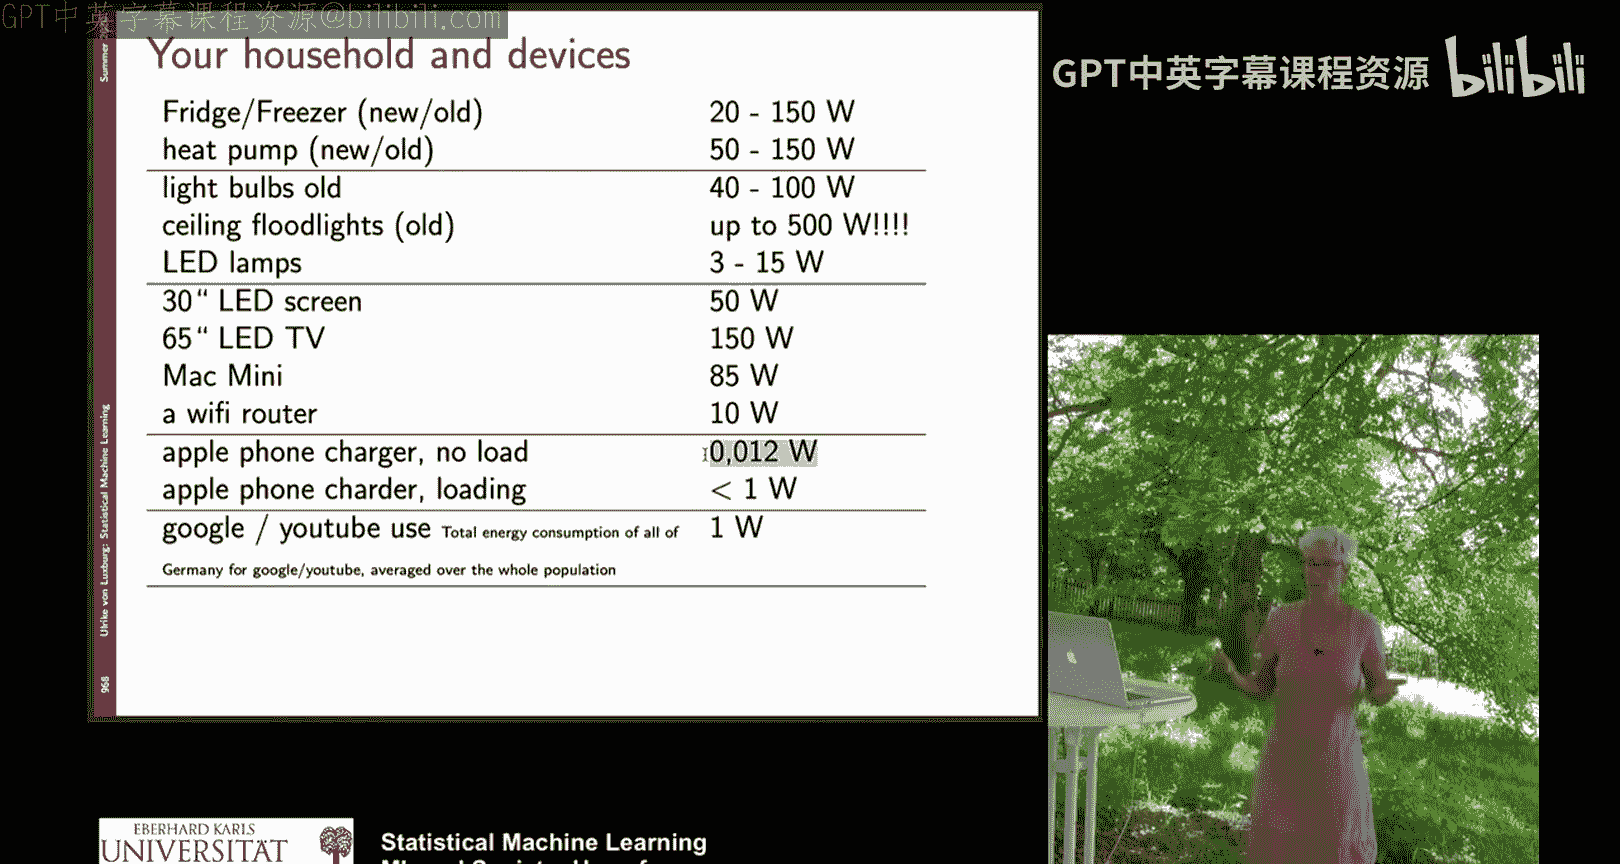 GPT中英字幕课程资源@bilibili.com
GPT中英字幕课程资源 bilibili
Summer
Your household and devices
Fridge/Freezer (new/old) 20 - 150 W
heat pump (new/old) 50 - 150 W
light bulbs old 40 - 100 W
ceiling floodlights (old) up to 500 W!!!!
LED lamps 3 - 15 W
30“ LED screen 50 W
65“ LED TV 150 W
Mac Mini 85 W
a wifi router 10 W
apple phone charger, no load 0,012 W
apple phone charder, loading < 1 W
google / youtube use Total energy consumption of all of 1 W
Germany for google/youtube, averaged over the whole population
Ulrike von Luxburg: Statistical Machine Learning
968
EBERHARD KARLS
UNIVERSITÄT
Statistical Machine Learning